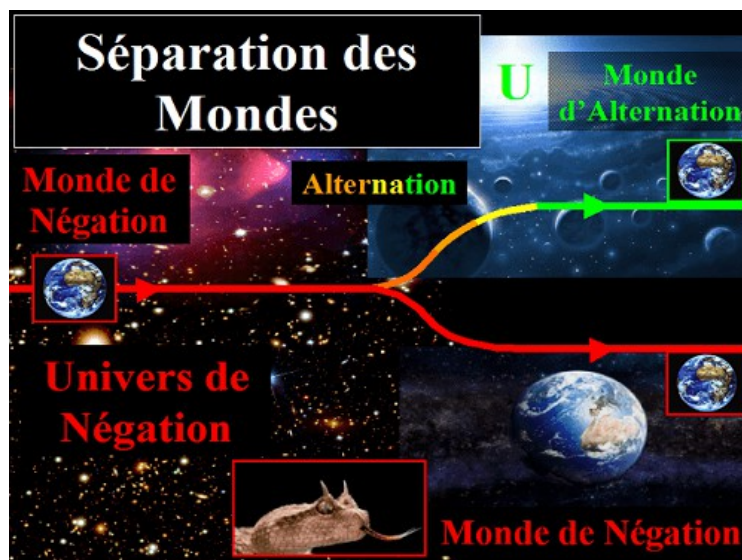 Séparation des
Mondes
U
Monde
d'Alternation
Monde de
Négation
Alternation
Univers de
Négation
Monde de Négation